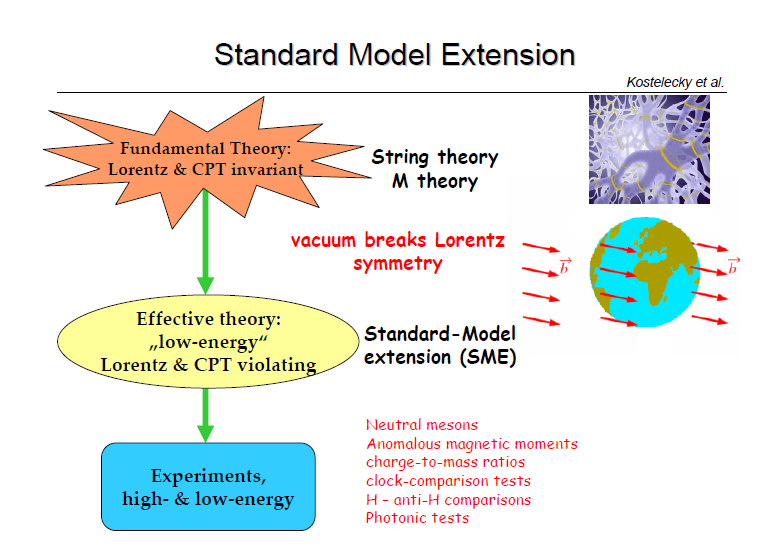 Standard Model Extension
Kostelecky et al.
Fundamental Theory:
Lorentz & CPT invariant
String theory
M theory
vacuum breaks Lorentz
symmetry
b
b
Effective theory:
„low-energy“
Lorentz & CPT violating
Standard-Model
extension (SME)
Experiments,
high- & low-energy
Neutral mesons
Anomalous magnetic moments
charge-to-mass ratios
clock-comparison tests
H – anti-H comparisons
Photonic tests